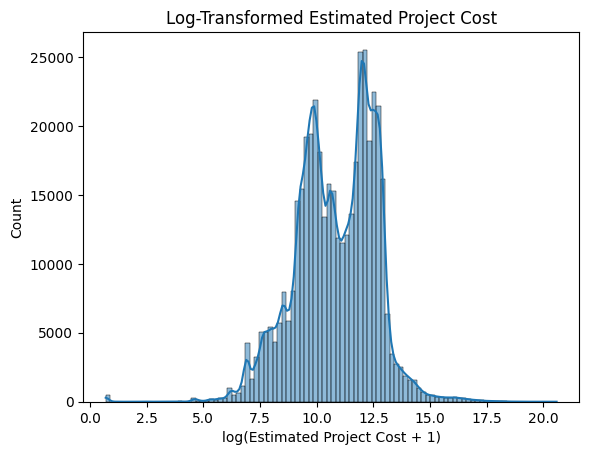 Log-Transformed Estimated Project Cost
Count
25000
20000
15000
10000
5000
0
0.0 2.5 5.0 7.5 10.0 12.5 15.0 17.5 20.0
log(Estimated Project Cost + 1)